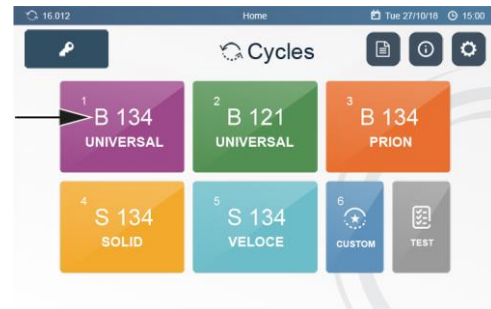 16.012 Home Tue 27/10/18 15:00
Cycles
1 2 3
B 134 B 121 B 134
UNIVERSAL UNIVERSAL PRION
4 5 6
S 134 S 134
SOLID VELOCE CUSTOM TEST